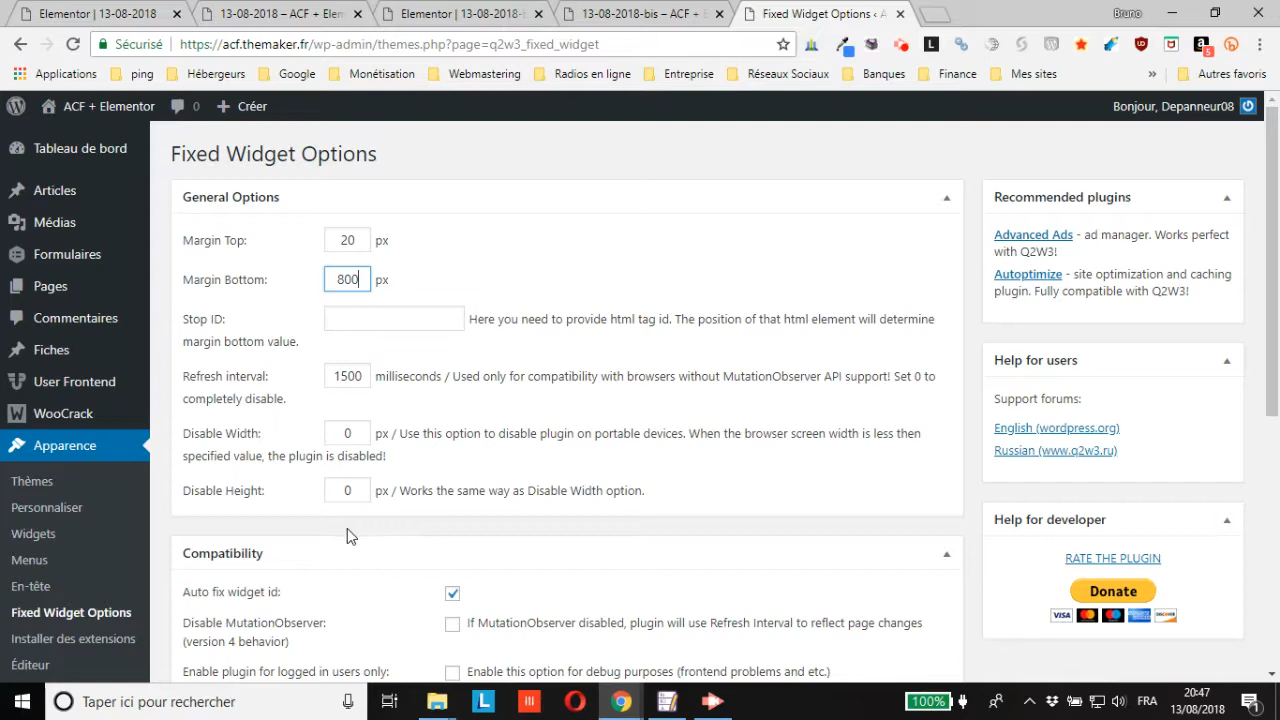 Elementor | 13-08-2018
13-08-2018 – ACF + Elem
Elementor | 13-08-2018-
13-08-2018-bis – ACF +
Fixed Widget Options ‹ A
Bruno
Sécurisé
https://acf.themaker.fr/wp-admin/themes.php?page=q2w3_fixed_widget
5
Applications
ping
Hébergeurs
Google
Monétisation
Webmastering
Radios en ligne
Entreprise
Réseaux Sociaux
Banques
Finance
Mes sites
»
Autres favoris
ACF + Elementor
0
Créer
Bonjour, Depanneur08
Tableau de bord
Articles
Médias
Formulaires
Pages
Commentaires
Fiches
User Frontend
WooCrack
Apparence
Thèmes
Personnaliser
Widgets
Menus
En-tête
Fixed Widget Options
Installer des extensions
Éditeur
Fixed Widget Options
General Options
Margin Top: 20 px
Margin Bottom: 800 px
Stop ID: Here you need to provide html tag id. The position of that html element will determine
margin bottom value.
Refresh interval: 1500 milliseconds / Used only for compatibility with browsers without MutationObserver API support! Set 0 to
completely disable.
Disable Width: 0 px / Use this option to disable plugin on portable devices. When the browser screen width is less then
specified value, the plugin is disabled!
Disable Height: 0 px / Works the same way as Disable Width option.
Compatibility
Auto fix widget id:
Disable MutationObserver: If MutationObserver disabled, plugin will use Refresh Interval to reflect page changes
(version 4 behavior)
Enable plugin for logged in users only: Enable this option for debug purposes (frontend problems and etc.)
Recommended plugins
Advanced Ads - ad manager. Works perfect
with Q2W3!
Autoptimize - site optimization and caching
plugin. Fully compatible with Q2W3!
Help for users
Support forums:
English (wordpress.org)
Russian (www.q2w3.ru)
Help for developer
RATE THE PLUGIN
Donate
VISA
DISCOVER
Taper ici pour rechercher
100%
FRA
20:47
13/08/2018
1